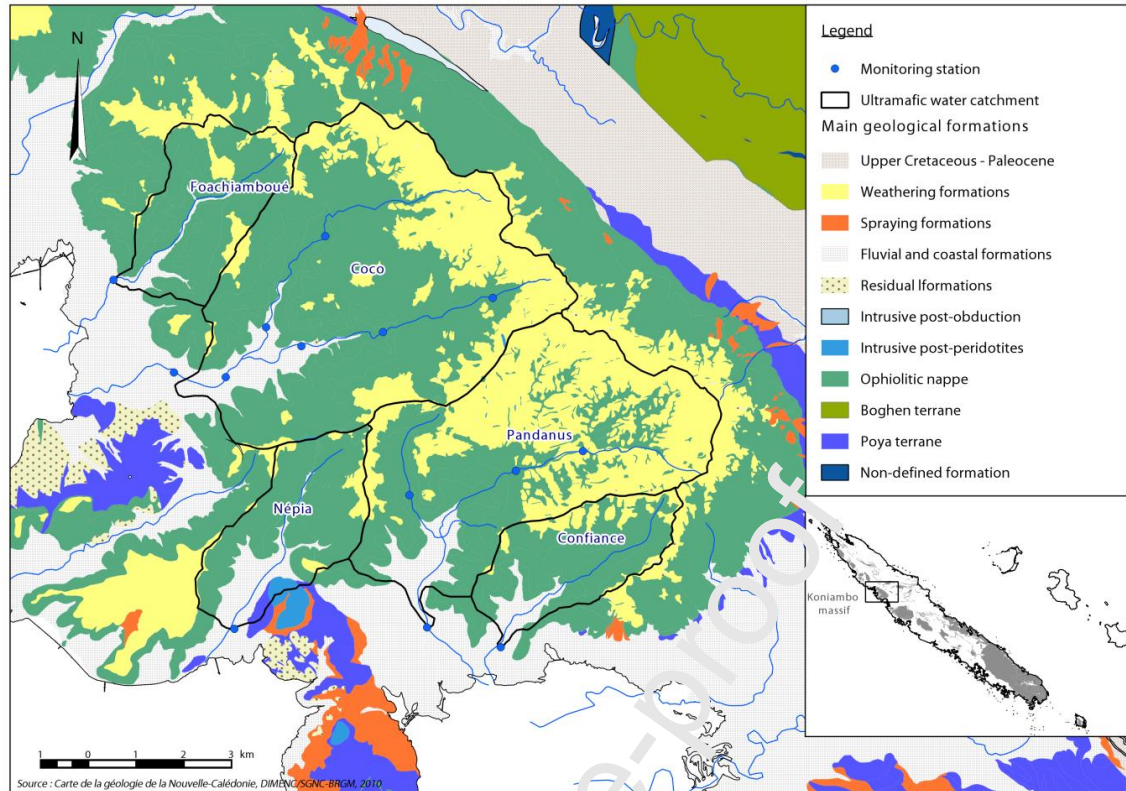 N
Foachiamboué
Coco
Pandanus
Népia
Confiance
1 0 1 2 3 km
Source : Carte de la géologie de la Nouvelle-Calédonie, DIMENC/SGNC-BRGM, 2010
Legend
Monitoring station
Ultramafic water catchment
Main geological formations
Upper Cretaceous - Paleocene
Weathering formations
Spraying formations
Fluvial and coastal formations
Residual lformations
Intrusive post-obduction
Intrusive post-peridotites
Ophiolitic nappe
Boghen terrane
Poya terrane
Non-defined formation
Koniambo
massif
e-proof